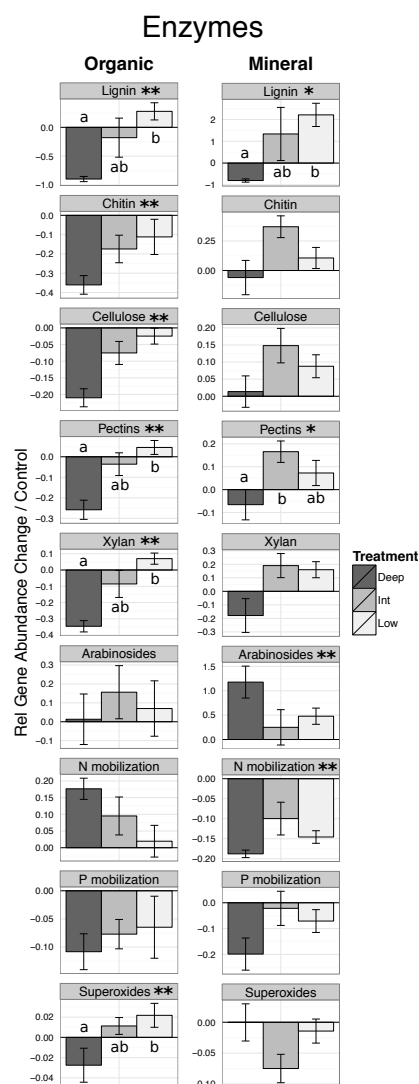 Enzymes
Organic Mineral
Rel Gene Abundance Change / Control
Lignin **
0.0
−0.5
−1.0
a
ab
b
Lignin *
2
1
0
−1
a
ab
b
Chitin **
0.0
−0.1
−0.2
−0.3
−0.4
Chitin
0.25
0.00
Cellulose **
0.00
−0.05
−0.10
−0.15
−0.20
Cellulose
0.20
0.15
0.10
0.05
0.00
Pectins **
0.0
−0.1
−0.2
−0.3
a
ab
b
Pectins *
0.2
0.1
0.0
−0.1
a
b
ab
Xylan **
0.1
0.0
−0.1
−0.2
−0.3
−0.4
a
ab
b
Xylan
0.3
0.2
0.1
0.0
−0.1
−0.2
−0.3
Treatment
Deep
Int
Low
Arabinosides
0.3
0.2
0.1
0.0
−0.1
Arabinosides **
1.5
1.0
0.5
0.0
N mobilization
0.20
0.15
0.10
0.05
0.00
N mobilization **
0.00
−0.05
−0.10
−0.15
−0.20
P mobilization
0.00
−0.05
−0.10
P mobilization
0.0
−0.1
−0.2
Superoxides **
0.02
0.00
−0.02
−0.04
a
ab
b
Superoxides
0.00
−0.05
−0.10